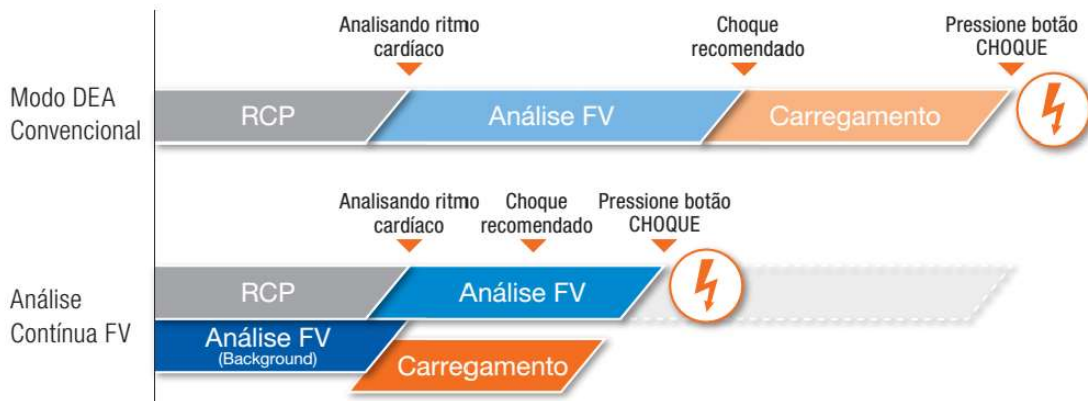 Analisando ritmo
cardíaco
Choque
recomendado
Pressione botão
CHOQUE
Modo DEA
Convencional
RCP
Análise FV
Carregamento
Analisando ritmo
cardíaco
Choque
recomendado
Pressione botão
CHOQUE
Análise
Contínua FV
RCP
Análise FV
Análise FV
(Background)
Carregamento